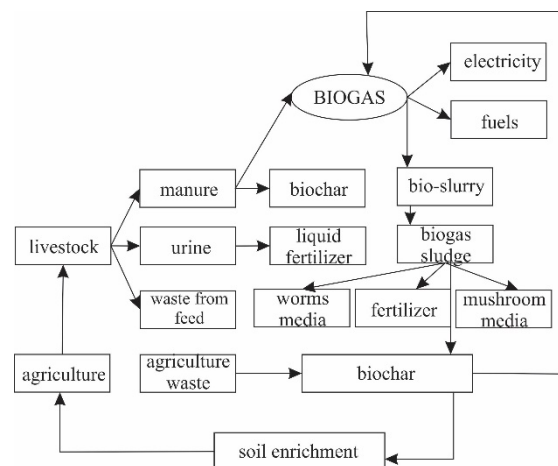 electricity
BIOGAS
fuels
manure
biochar
bio-slurry
livestock
urine
liquid
fertilizer
biogas
sludge
waste from
feed
worms
media
fertilizer
mushroom
media
agriculture
agriculture
waste
biochar
soil enrichment